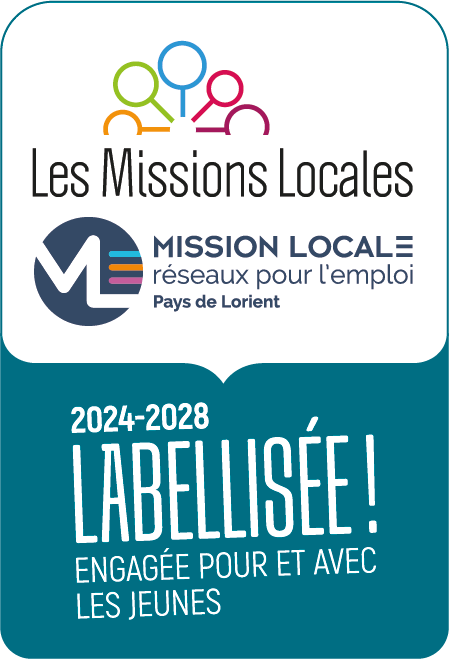 Les Missions Locales
ML
MISSION LOCALE
réseaux pour l'emploi
Pays de Lorient
2024-2028
LABELLISÉE !
ENGAGÉE POUR ET AVEC
LES JEUNES